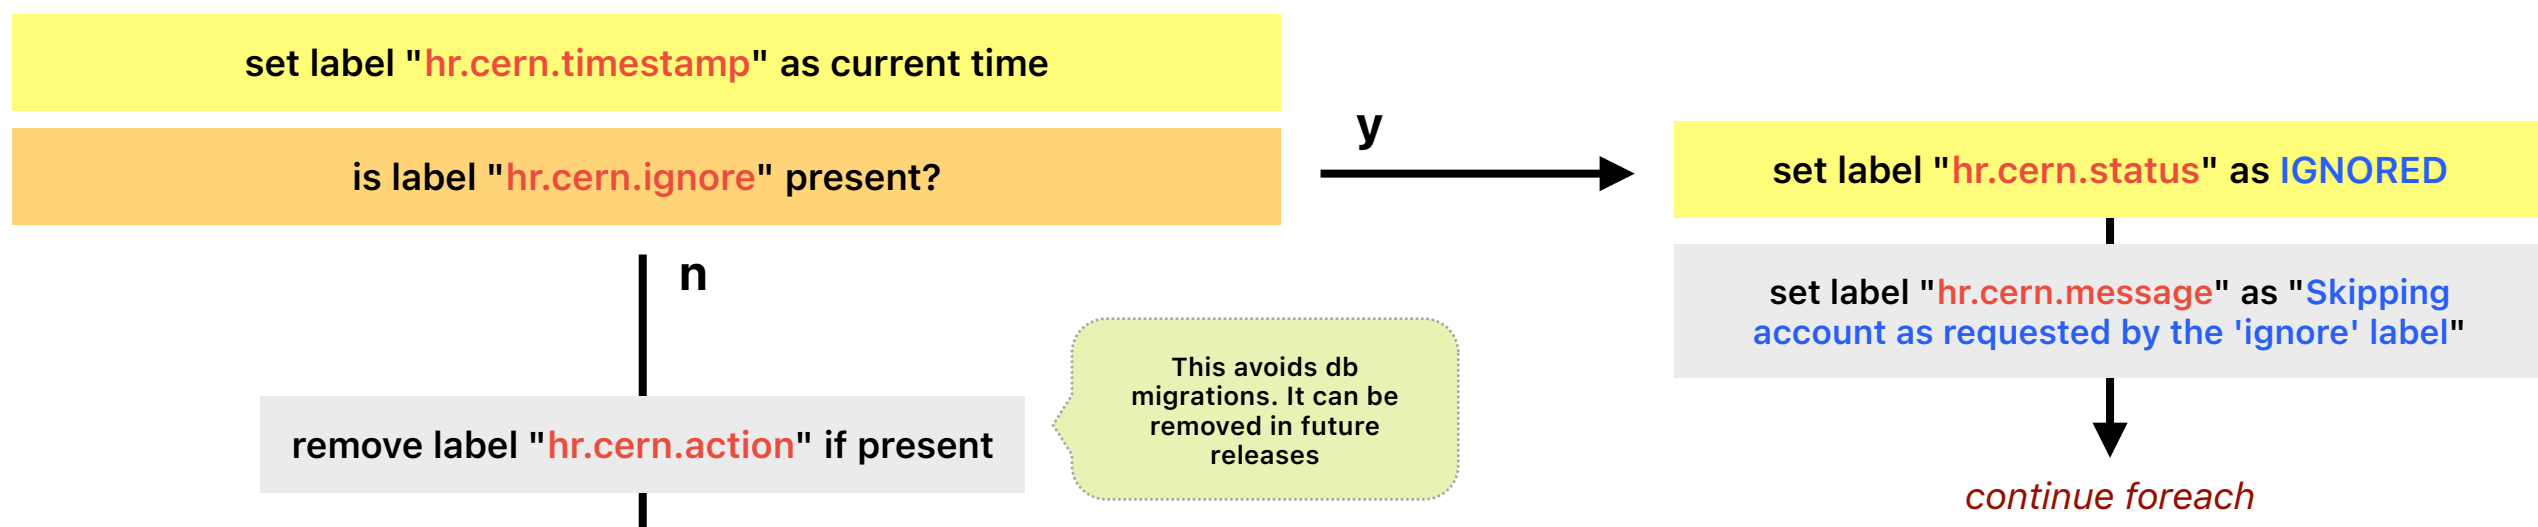 set label "hr.cern.timestamp" as current time
is label "hr.cern.ignore" present?
y
set label "hr.cern.status" as IGNORED
set label "hr.cern.message" as "Skipping
account as requested by the 'ignore' label"
continue foreach
n
remove label "hr.cern.action" if present
This avoids db
migrations. It can be
removed in future
releases